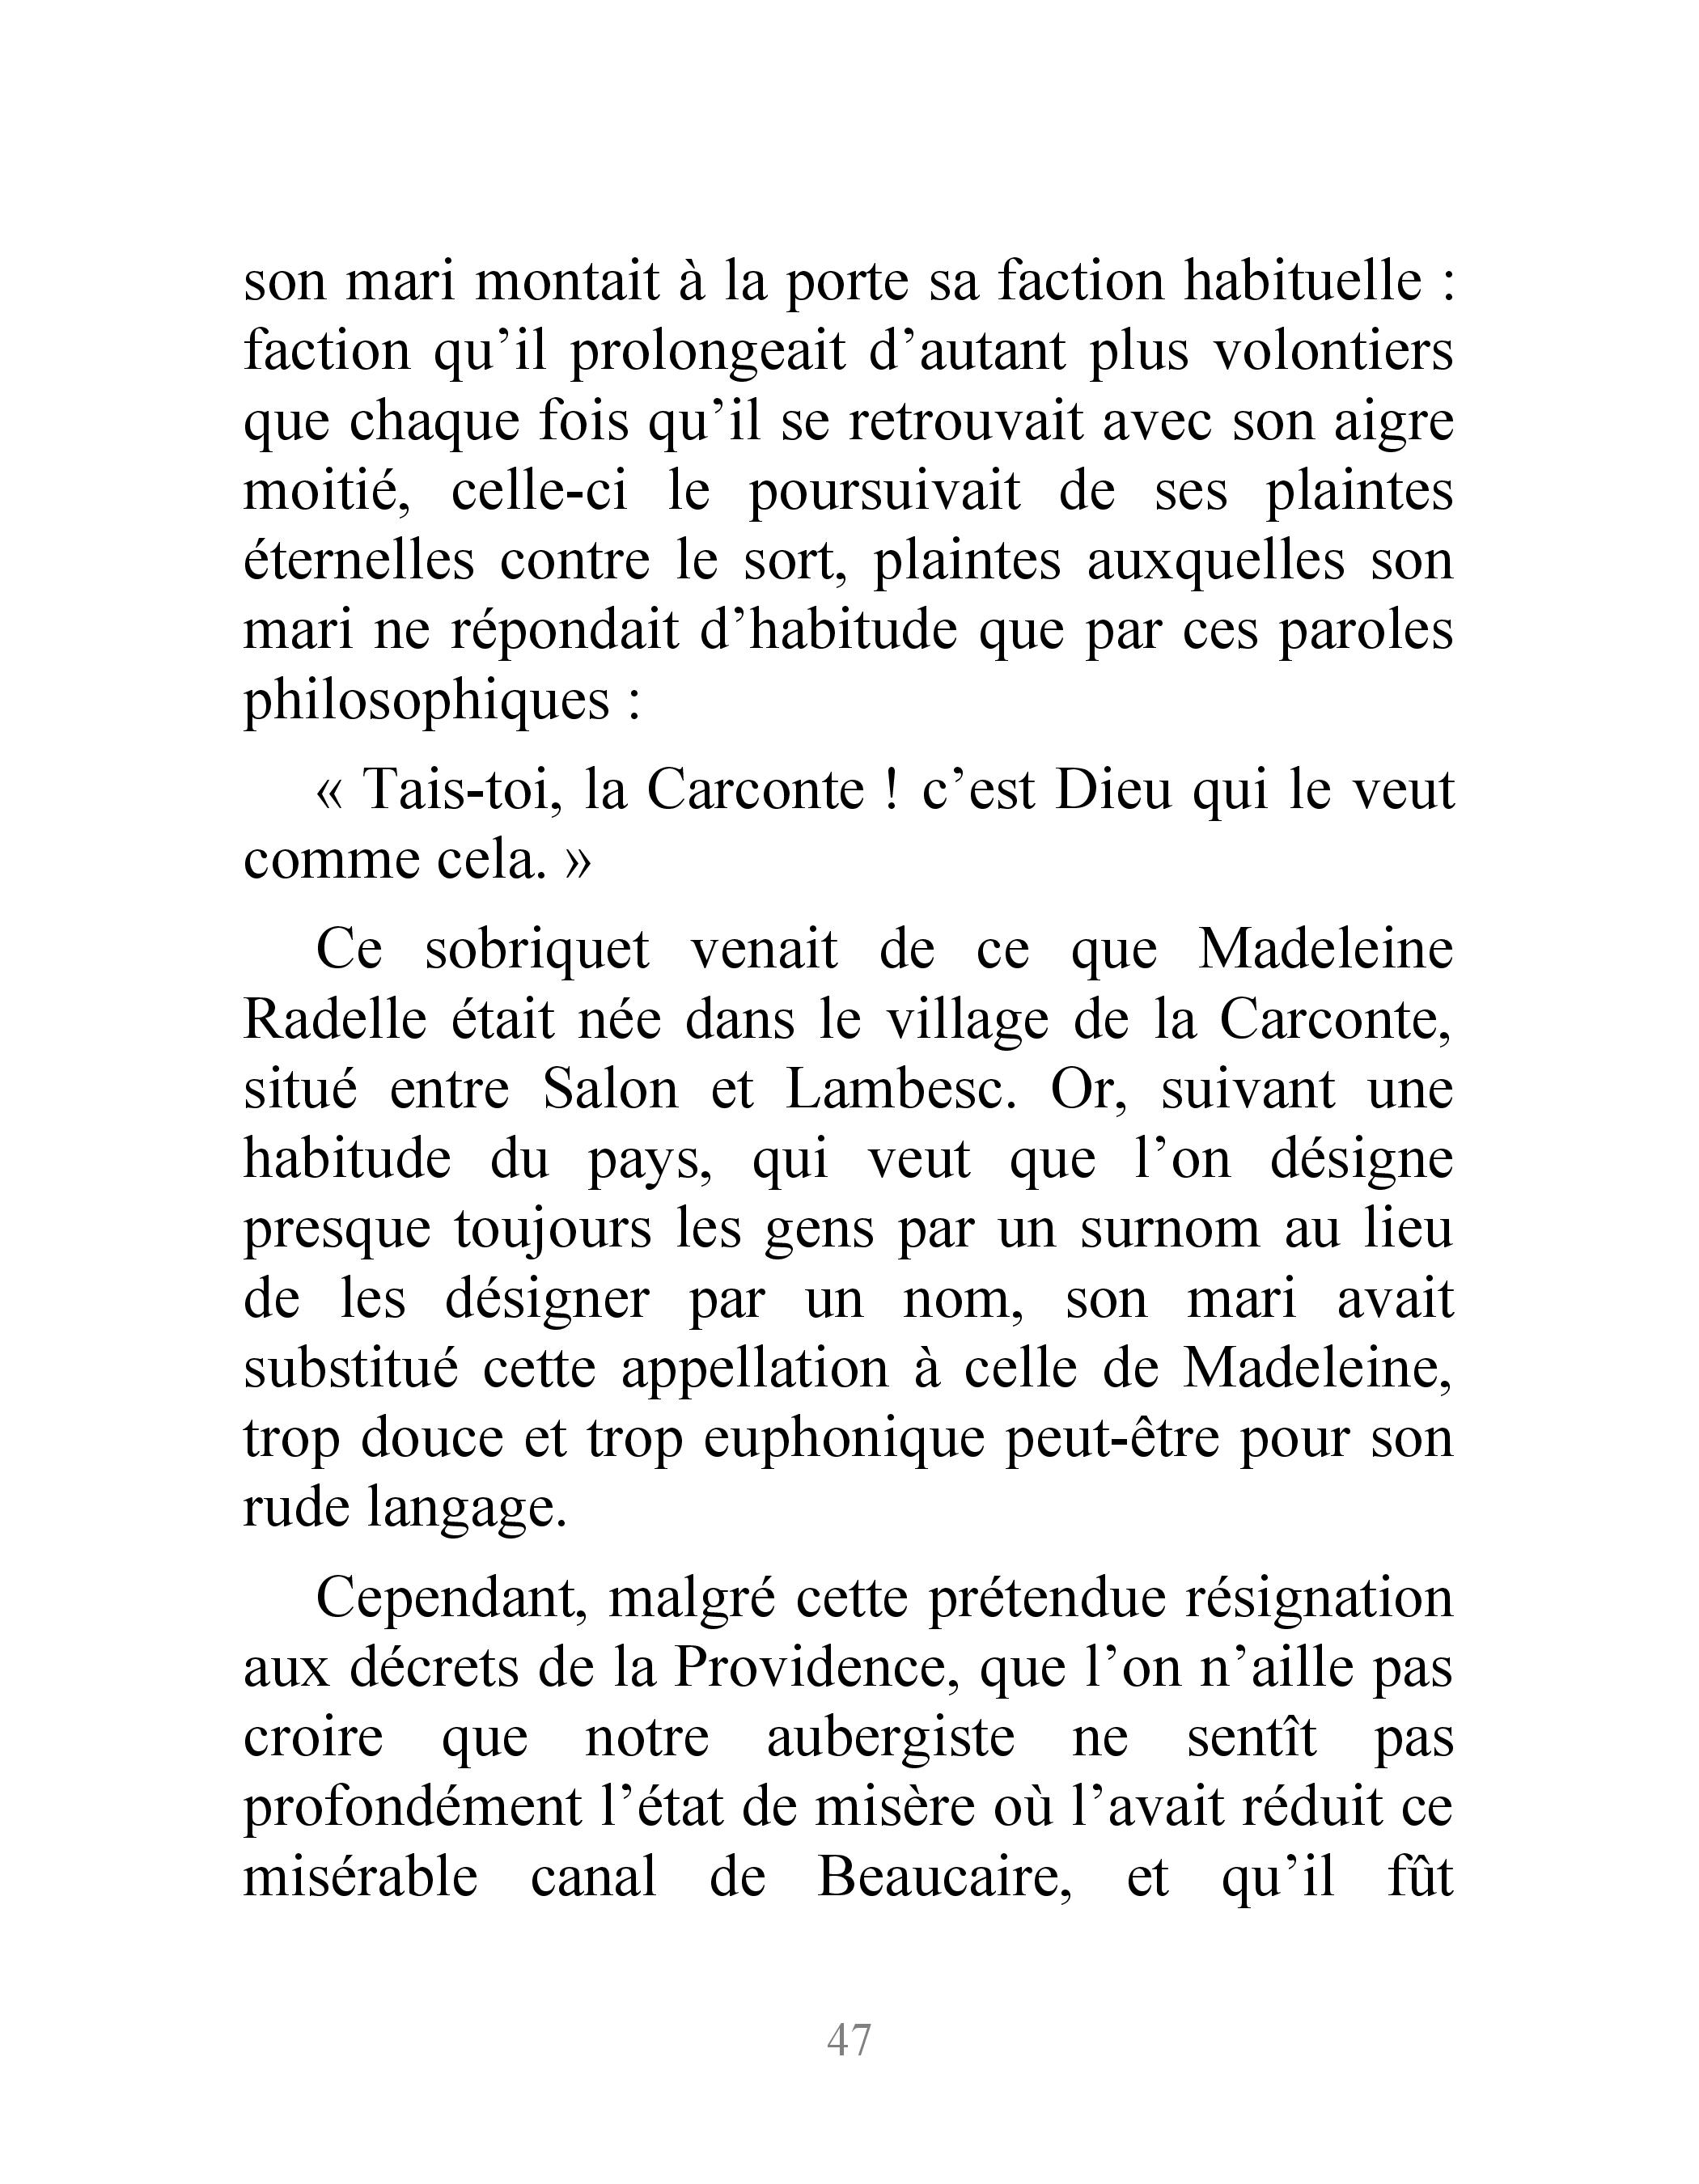 son mari montait à la porte sa faction habituelle :
faction qu’il prolongeait d’autant plus volontiers
que chaque fois qu’il se retrouvait avec son aigre
moitié, celle-ci le poursuivait de ses plaintes
éternelles contre le sort, plaintes auxquelles son
mari ne répondait d’habitude que par ces paroles
philosophiques :
« Tais-toi, la Carconte ! c’est Dieu qui le veut
comme cela. »
Ce sobriquet venait de ce que Madeleine
Radelle était née dans le village de la Carconte,
situé entre Salon et Lambesc. Or, suivant une
habitude du pays, qui veut que l’on désigne
presque toujours les gens par un surnom au lieu
de les désigner par un nom, son mari avait
substitué cette appellation à celle de Madeleine,
trop douce et trop euphonique peut-être pour son
rude langage.
Cependant, malgré cette prétendue résignation
aux décrets de la Providence, que l’on n’aille pas
croire que notre aubergiste ne sentît pas
profondément l’état de misère où l’avait réduit ce
misérable canal de Beaucaire, et qu’il fût
47